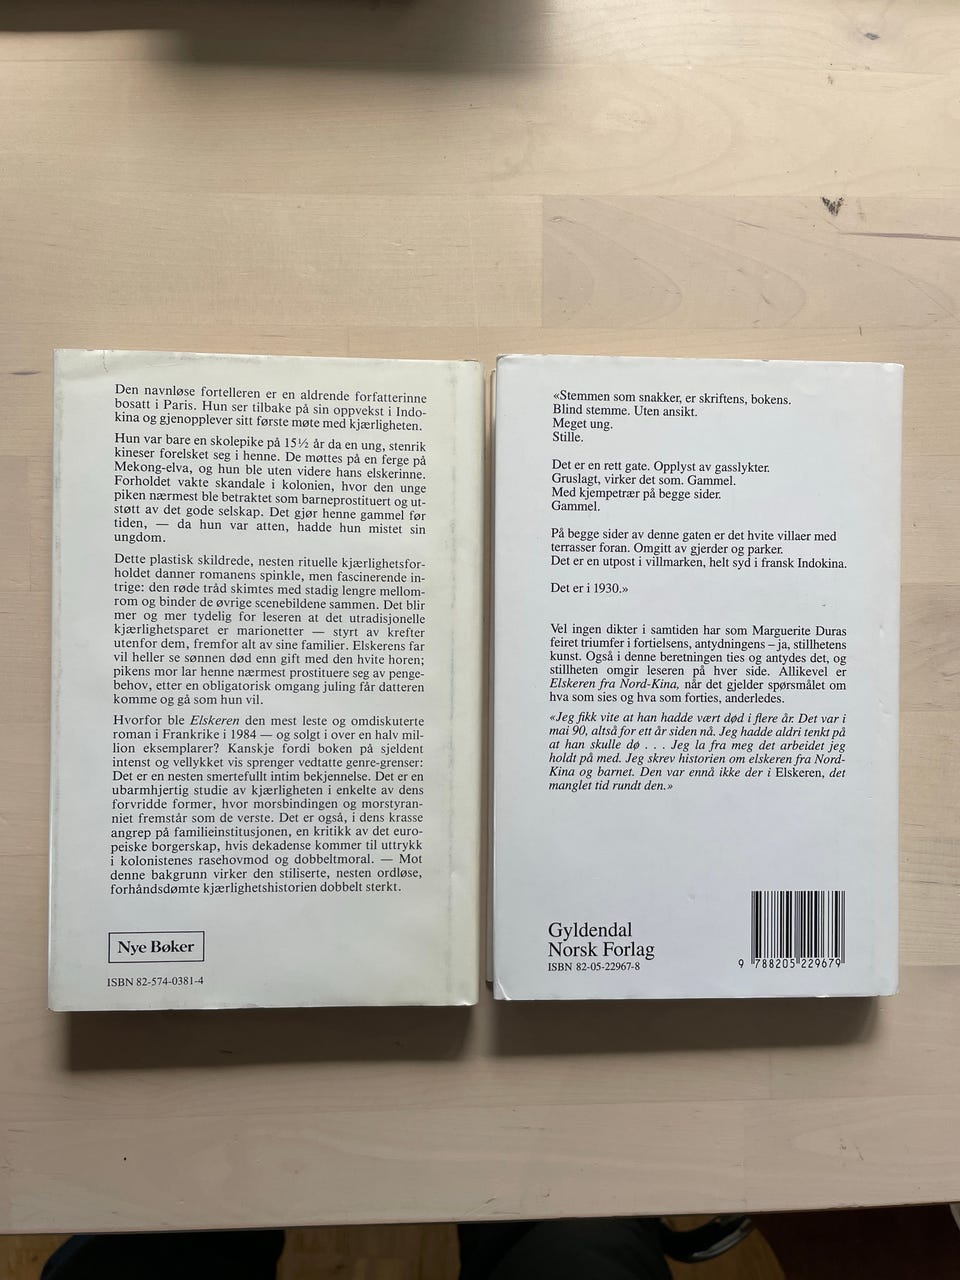 Den navnløse fortelleren er en aldrende forfatterinne
bosatt i Paris. Hun ser tilbake på sin oppvekst i Indo-
kina og gjenopplever sitt første møte med kjærligheten.
Hun var bare en skolepike på 15½ år da en ung, stenrik
kineser forelsket seg i henne. De møttes på en ferge på
Mekong-elva, og hun ble uten videre hans elskerinne.
Forholdet vakte skandale i kolonien, hvor den unge
piken nærmest ble betraktet som barneprostituert og ut-
støtt av det gode selskap. Det gjør henne gammel før
tiden, — da hun var atten, hadde hun mistet sin
ungdom.
Dette plastisk skildrede, nesten rituelle kjærlighetsfor-
holdet danner romanens spinkle, men fascinerende in-
trige: den røde tråd skimtes med stadig lengre mellom-
rom og binder de øvrige scenebildene sammen. Det blir
mer og mer tydelig for leseren at det utradisjonelle
kjærlighetsparet er marionetter — styrt av krefter
utenfor dem, fremfor alt av sine familier. Elskerens far
vil heller se sønnen død enn gift med den hvite horen;
pikens mor lar henne nærmest prostituere seg av penge-
behov, etter en obligatorisk omgang juling får datteren
komme og gå som hun vil.
Hvorfor ble Elskeren den mest leste og omdiskuterte
roman i Frankrike i 1984 — og solgt i over en halv mil-
lion eksemplarer? Kanskje fordi boken på sjeldent
intenst og vellykket vis sprenger vedtatte genre-grenser:
Det er en nesten smertefullt intim bekjennelse. Det er en
ubarmhjertig studie av kjærligheten i enkelte av dens
forvridde former, hvor morsbindingen og morstyran-
niet fremstår som de verste. Det er også, i dens krasse
angrep på familieinstitusjonen, en kritikk av det euro-
peiske borgerskap, hvis dekadense kommer til uttrykk
i kolonistenes rasehovmod og dobbeltmoral. — Mot
denne bakgrunn virker den stiliserte, nesten ordløse,
forhåndsdømte kjærlighetshistorien dobbelt sterkt.
Nye Bøker
ISBN 82-574-0381-4
«Stemmen som snakker, er skriftens, bokens.
Blind stemme. Uten ansikt.
Meget ung.
Stille.
Det er en rett gate. Opplyst av gasslykter.
Gruslagt, virker det som. Gammel.
Med kjempetrær på begge sider.
Gammel.
På begge sider av denne gaten er det hvite villaer med
terrasser foran. Omgitt av gjerder og parker.
Det er en utpost i villmarken, helt syd i fransk Indokina.
Det er i 1930.»
Vel ingen dikter i samtiden har som Marguerite Duras
feiret triumfer i fortielsens, antydningens – ja, stillhetens
kunst. Også i denne beretningen ties og antydes det, og
stillheten omgir leseren på hver side. Allikevel er
Elskeren fra Nord-Kina, når det gjelder spørsmålet om
hva som sies og hva som forties, anderledes.
«Jeg fikk vite at han hadde vært død i flere år. Det var i
mai 90, altså for ett år siden nå. Jeg hadde aldri tenkt på
at han skulle dø . . . Jeg la fra meg det arbeidet jeg
holdt på med. Jeg skrev historien om elskeren fra Nord-
Kina og barnet. Den var ennå ikke der i Elskeren, det
manglet tid rundt den.»
Gyldendal
Norsk Forlag
ISBN 82-05-22967-8
9 788205 229679